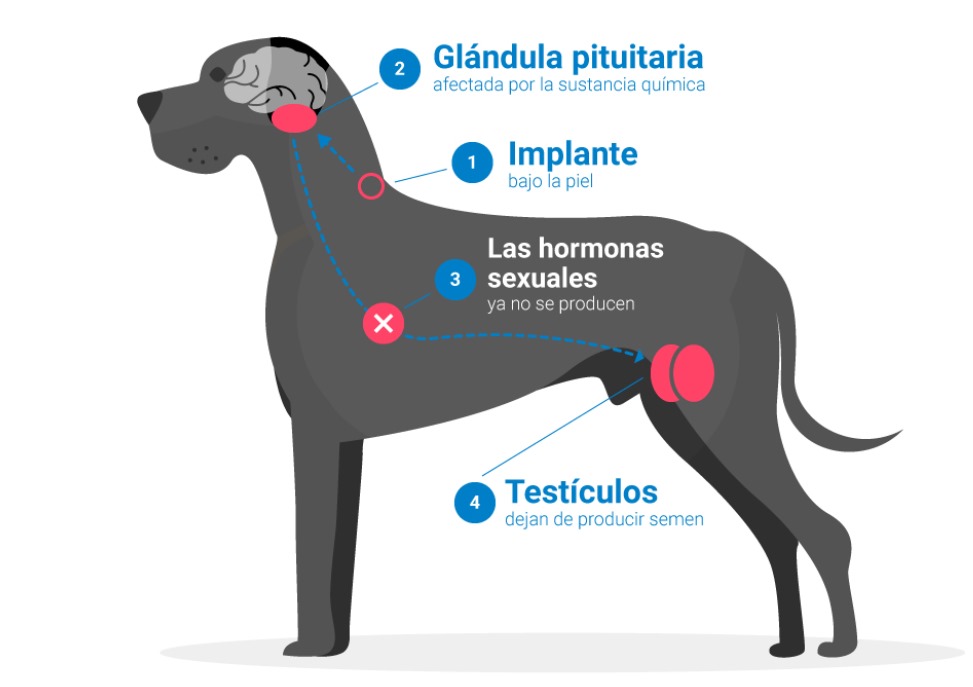 2
Glándula pituitaria
afectada por la sustancia química
1
Implante
bajo la piel
3
Las hormonas
sexuales
ya no se producen
4
Testículos
dejan de producir semen